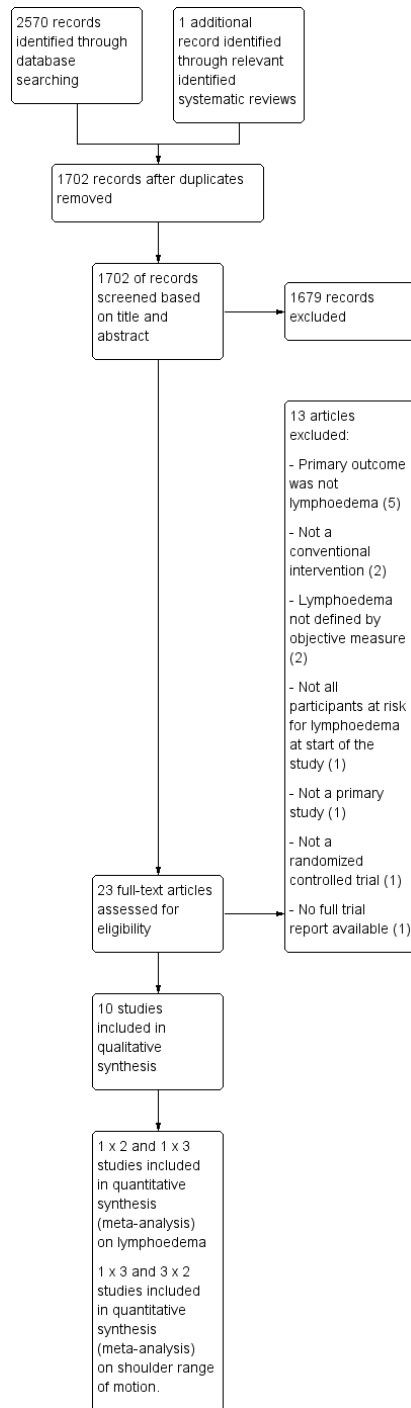 2570 records
identified through
database
searching
1 additional
record identified
through relevant
identified
systematic reviews
1702 records after duplicates
removed
1702 of records
screened based
on title and
abstract
1679 records
excluded
13 articles
excluded:
- Primary outcome
was not
lymphoedema (5)
- Not a
conventional
intervention (2)
- Lymphoedema
not defined by
objective measure
(2)
- Not all
participants at risk
for lymphoedema
at start of the
study (1)
- Not a primary
study (1)
- Not a
randomized
controlled trial (1)
- No full trial
report available (1)
23 full-text articles
assessed for
eligibility
10 studies
included in
qualitative
synthesis
1 x 2 and 1 x 3
studies included
in quantitative
synthesis
(meta-analysis)
on lymphoedema
1 x 3 and 3 x 2
studies included
in quantitative
synthesis
(meta-analysis)
on shoulder range
of motion.